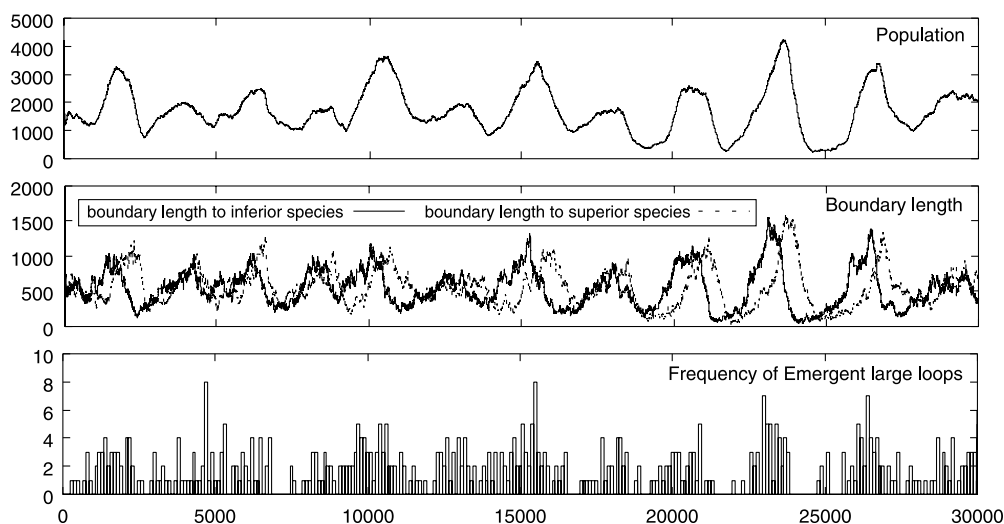 5000
4000
3000
2000
1000
0
Population
2000
1500
1000
500
0
boundary length to inferior species
boundary length to superior species
Boundary length
10
8
6
4
2
0
Frequency of Emergent large loops
0 5000 10000 15000 20000 25000 30000